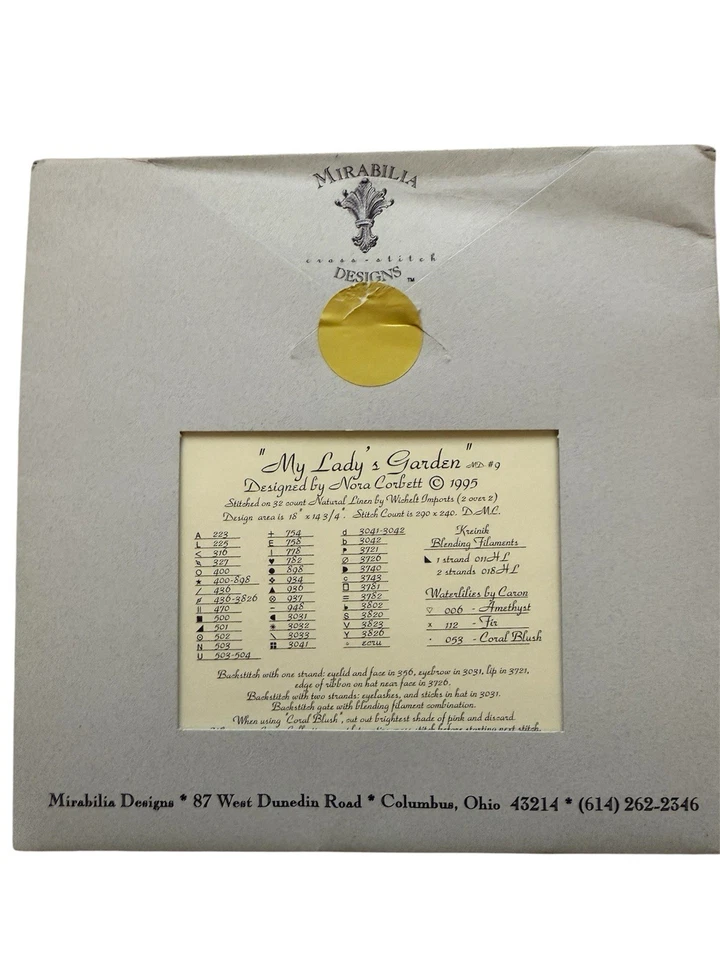 MIRABILIA
cross-stitch
DESIGNS ™
"My Lady's Garden" MD #9
Designed by Nora Corbett © 1995
Stitched on 32 count Natural Linen by Wichelt Imports (2 over 2)
Design area is 18" x 14 3/4". Stitch Count is 290 x 240. D.M.C.
A 223
L 225
< 316
327
O 400
★ 400-898
/ 436
436-3826
|| 470
■ 500
◢ 501
⊙ 502
N 503
U 503-504
+ 754
E 758
| 778
♥ 782
● 898
934
▲ 936
937
– 948
3031
3032
\ 3033
3041
d 3041-3042
b 3042
3721
∅ 3726
3740
c 3743
□ 3781
= 3782
3802
S 3820
V 3823
Y 3826
÷ ecru
Kreinik
Blending Filaments
◣ 1 strand 011HL
2 strands 018HL
Waterlilies by Caron
♡ 006 - Amethyst
x 112 - Fir
· 053 - Coral Blush
Backstitch with one strand: eyelid and face in 356, eyebrow in 3031, lip in 3721,
edge of ribbon on hat near face in 3726.
Backstitch with two strands: eyelashes, and sticks in hat in 3031.
Backstitch gate with blending filament combination.
When using "Coral Blush", cut out brightest shade of pink and discard.
stitch before starting next stitch.
Mirabilia Designs * 87 West Dunedin Road * Columbus, Ohio 43214 * (614) 262-2346